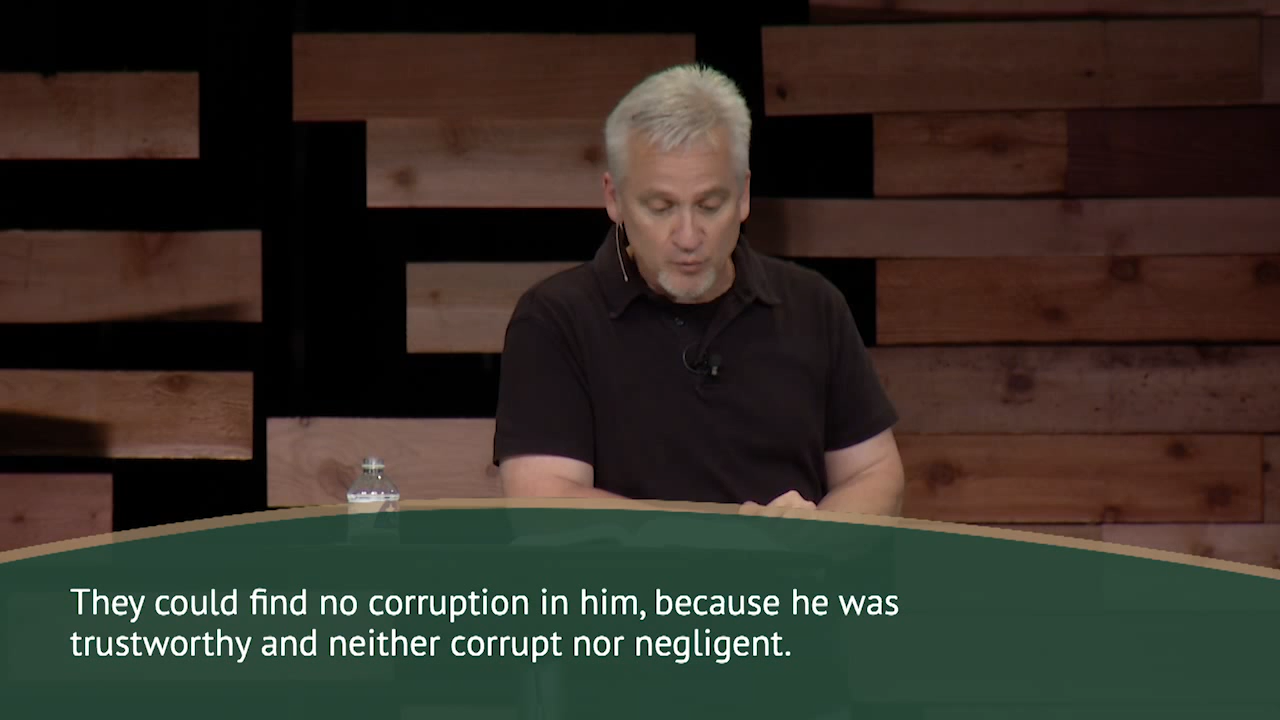 They could find no corruption in him, because he was
trustworthy and neither corrupt nor negligent.